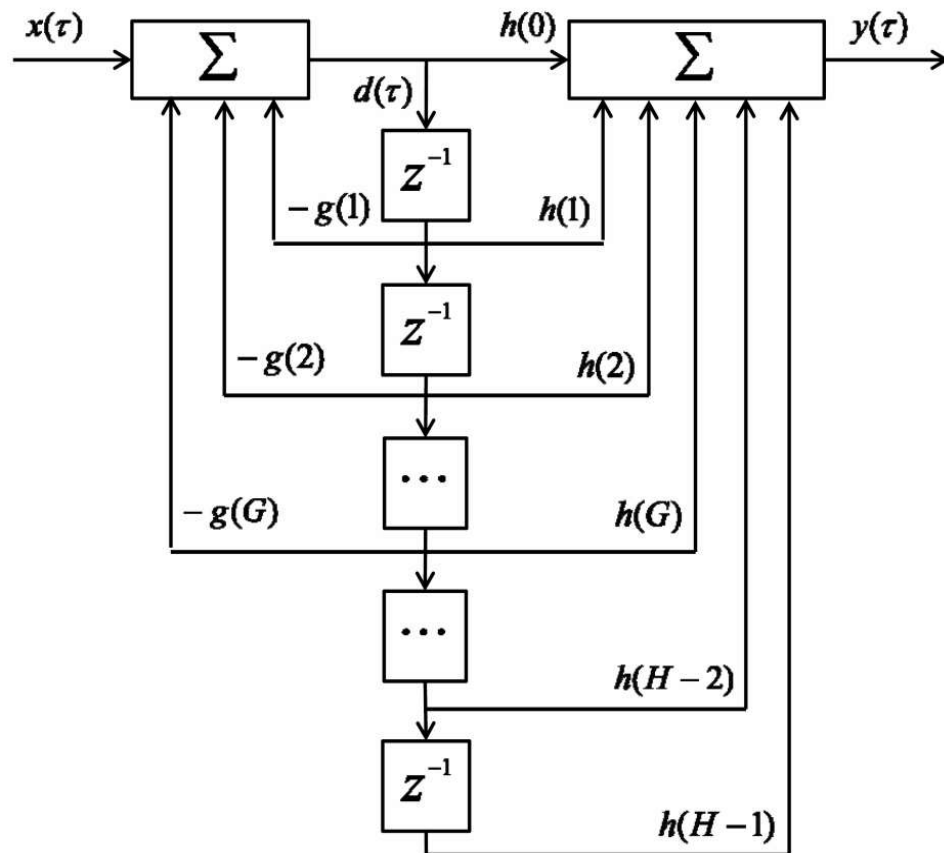 x(τ) h(0) y(τ)
Σ Σ
d(τ)
z⁻¹
−g(1) h(1)
z⁻¹
−g(2) h(2)
···
−g(G) h(G)
···
h(H−2)
z⁻¹
h(H−1)